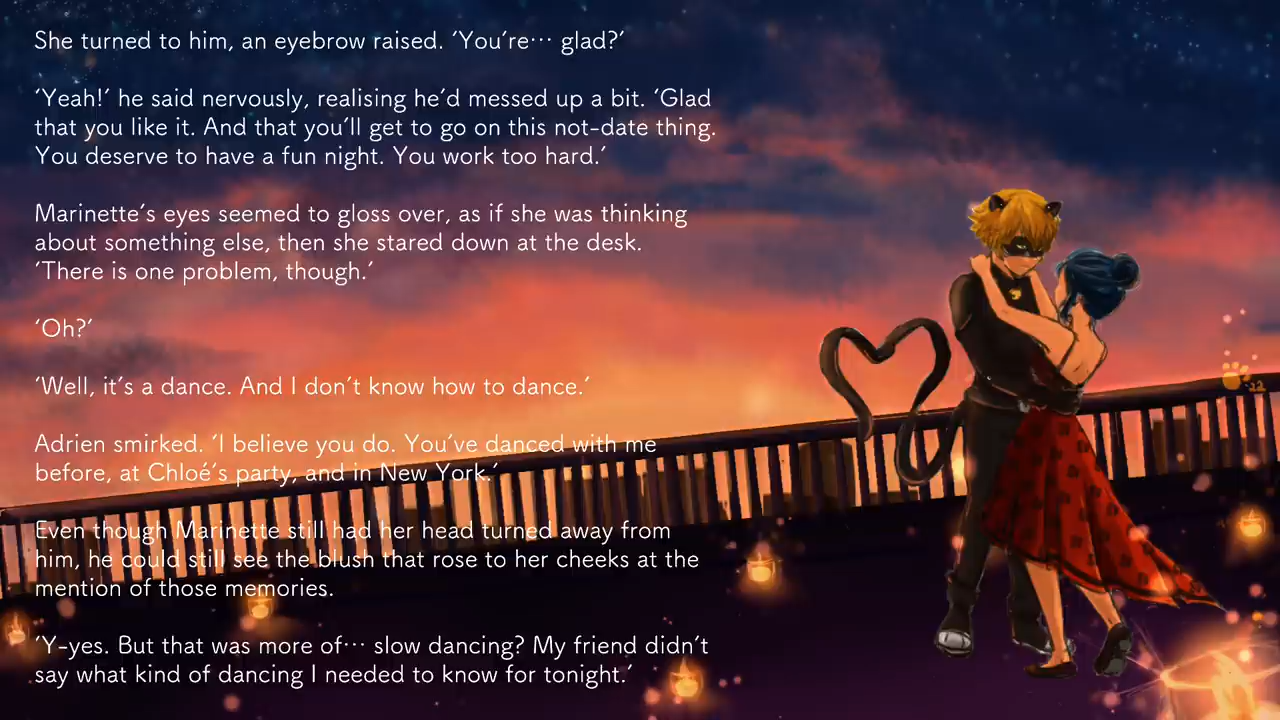 She turned to him, an eyebrow raised. ‘You’re… glad?’
‘Yeah!’ he said nervously, realising he’d messed up a bit. ‘Glad
that you like it. And that you’ll get to go on this not-date thing.
You deserve to have a fun night. You work too hard.’
Marinette’s eyes seemed to gloss over, as if she was thinking
about something else, then she stared down at the desk.
‘There is one problem, though.’
‘Oh?’
‘Well, it’s a dance. And I don’t know how to dance.’
Adrien smirked. ‘I believe you do. You’ve danced with me
before, at Chloé’s party, and in New York.’
Even though Marinette still had her head turned away from
him, he could still see the blush that rose to her cheeks at the
mention of those memories.
‘Y-yes. But that was more of… slow dancing? My friend didn’t
say what kind of dancing I needed to know for tonight.’